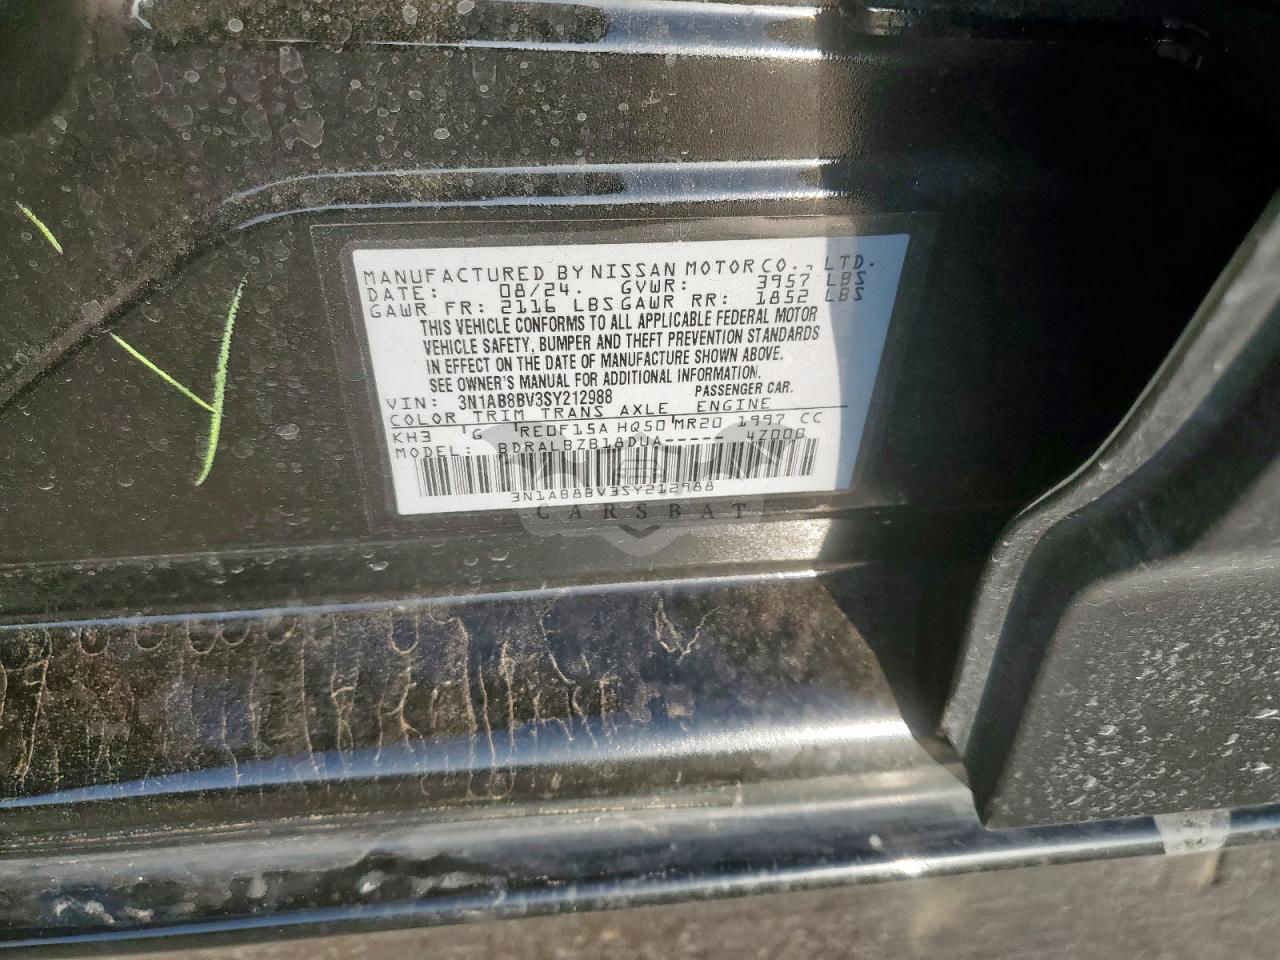 MANUFACTURED BY NISSAN MOTOR CO., LTD.
DATE: 08/24. GVWR: 3957 LBS
GAWR FR: 2116 LBS GAWR RR: 1852 LBS
THIS VEHICLE CONFORMS TO ALL APPLICABLE FEDERAL MOTOR
VEHICLE SAFETY, BUMPER AND THEFT PREVENTION STANDARDS
IN EFFECT ON THE DATE OF MANUFACTURE SHOWN ABOVE.
SEE OWNER'S MANUAL FOR ADDITIONAL INFORMATION.
VIN: 3N1AB8BV3SY212988 PASSENGER CAR.
COLOR TRIM TRANS AXLE ENGINE
KH3 G RE0F15A HQ50 MR20 1997 CC
MODEL: BDRALBZB18DUA----- 47000
3N1AB8BV3SY212988
CARSBAT